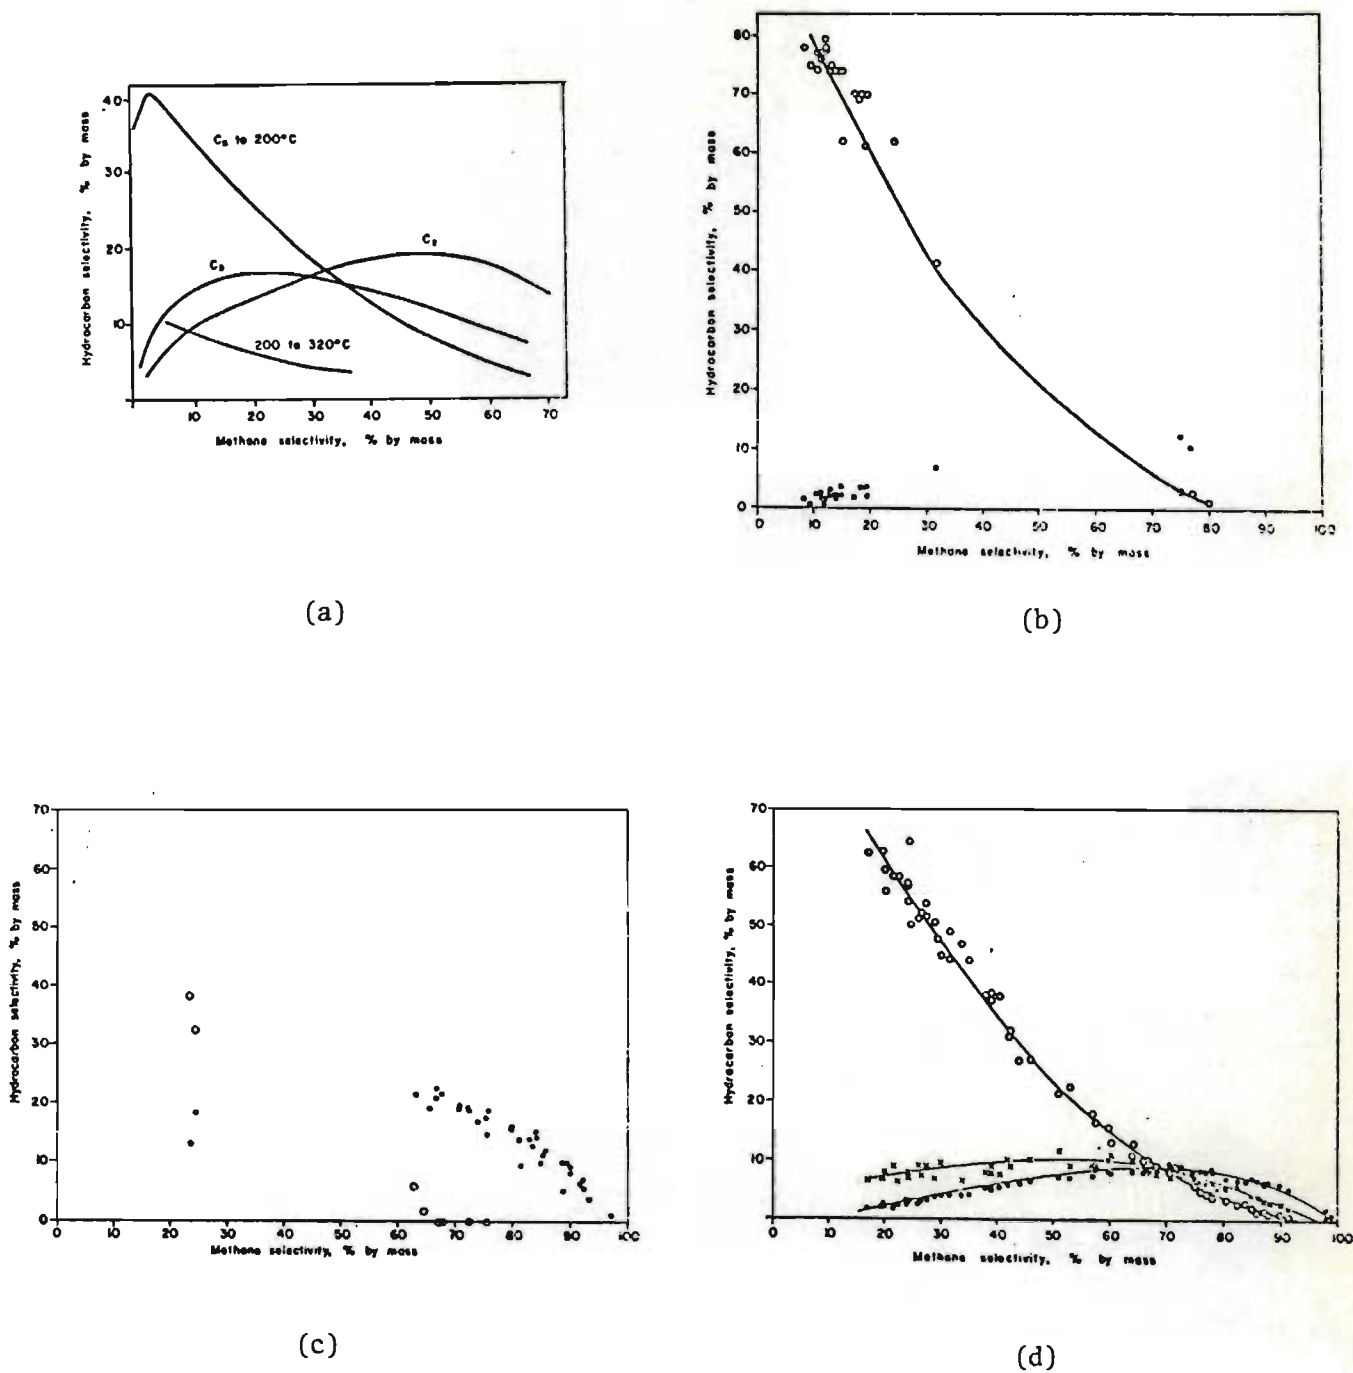 Hydrocarbon selectivity, % by mass
40
30
20
10
C₅ to 200°C
C₂
C₃
200 to 320°C
10 20 30 40 50 60 70
Methane selectivity, % by mass
(a)
Hydrocarbon selectivity, % by mass
80
70
60
50
40
30
20
10
0
0 10 20 30 40 50 60 70 80 90 100
Methane selectivity, % by mass
(b)
Hydrocarbon selectivity, % by mass
70
60
50
40
30
20
10
0
0 10 20 30 40 50 60 70 80 90 100
Methane selectivity, % by mass
(c)
Hydrocarbon selectivity, % by mass
70
60
50
40
30
20
10
0 10 20 30 40 50 60 70 80 90 100
Methane selectivity, % by mass
(d)